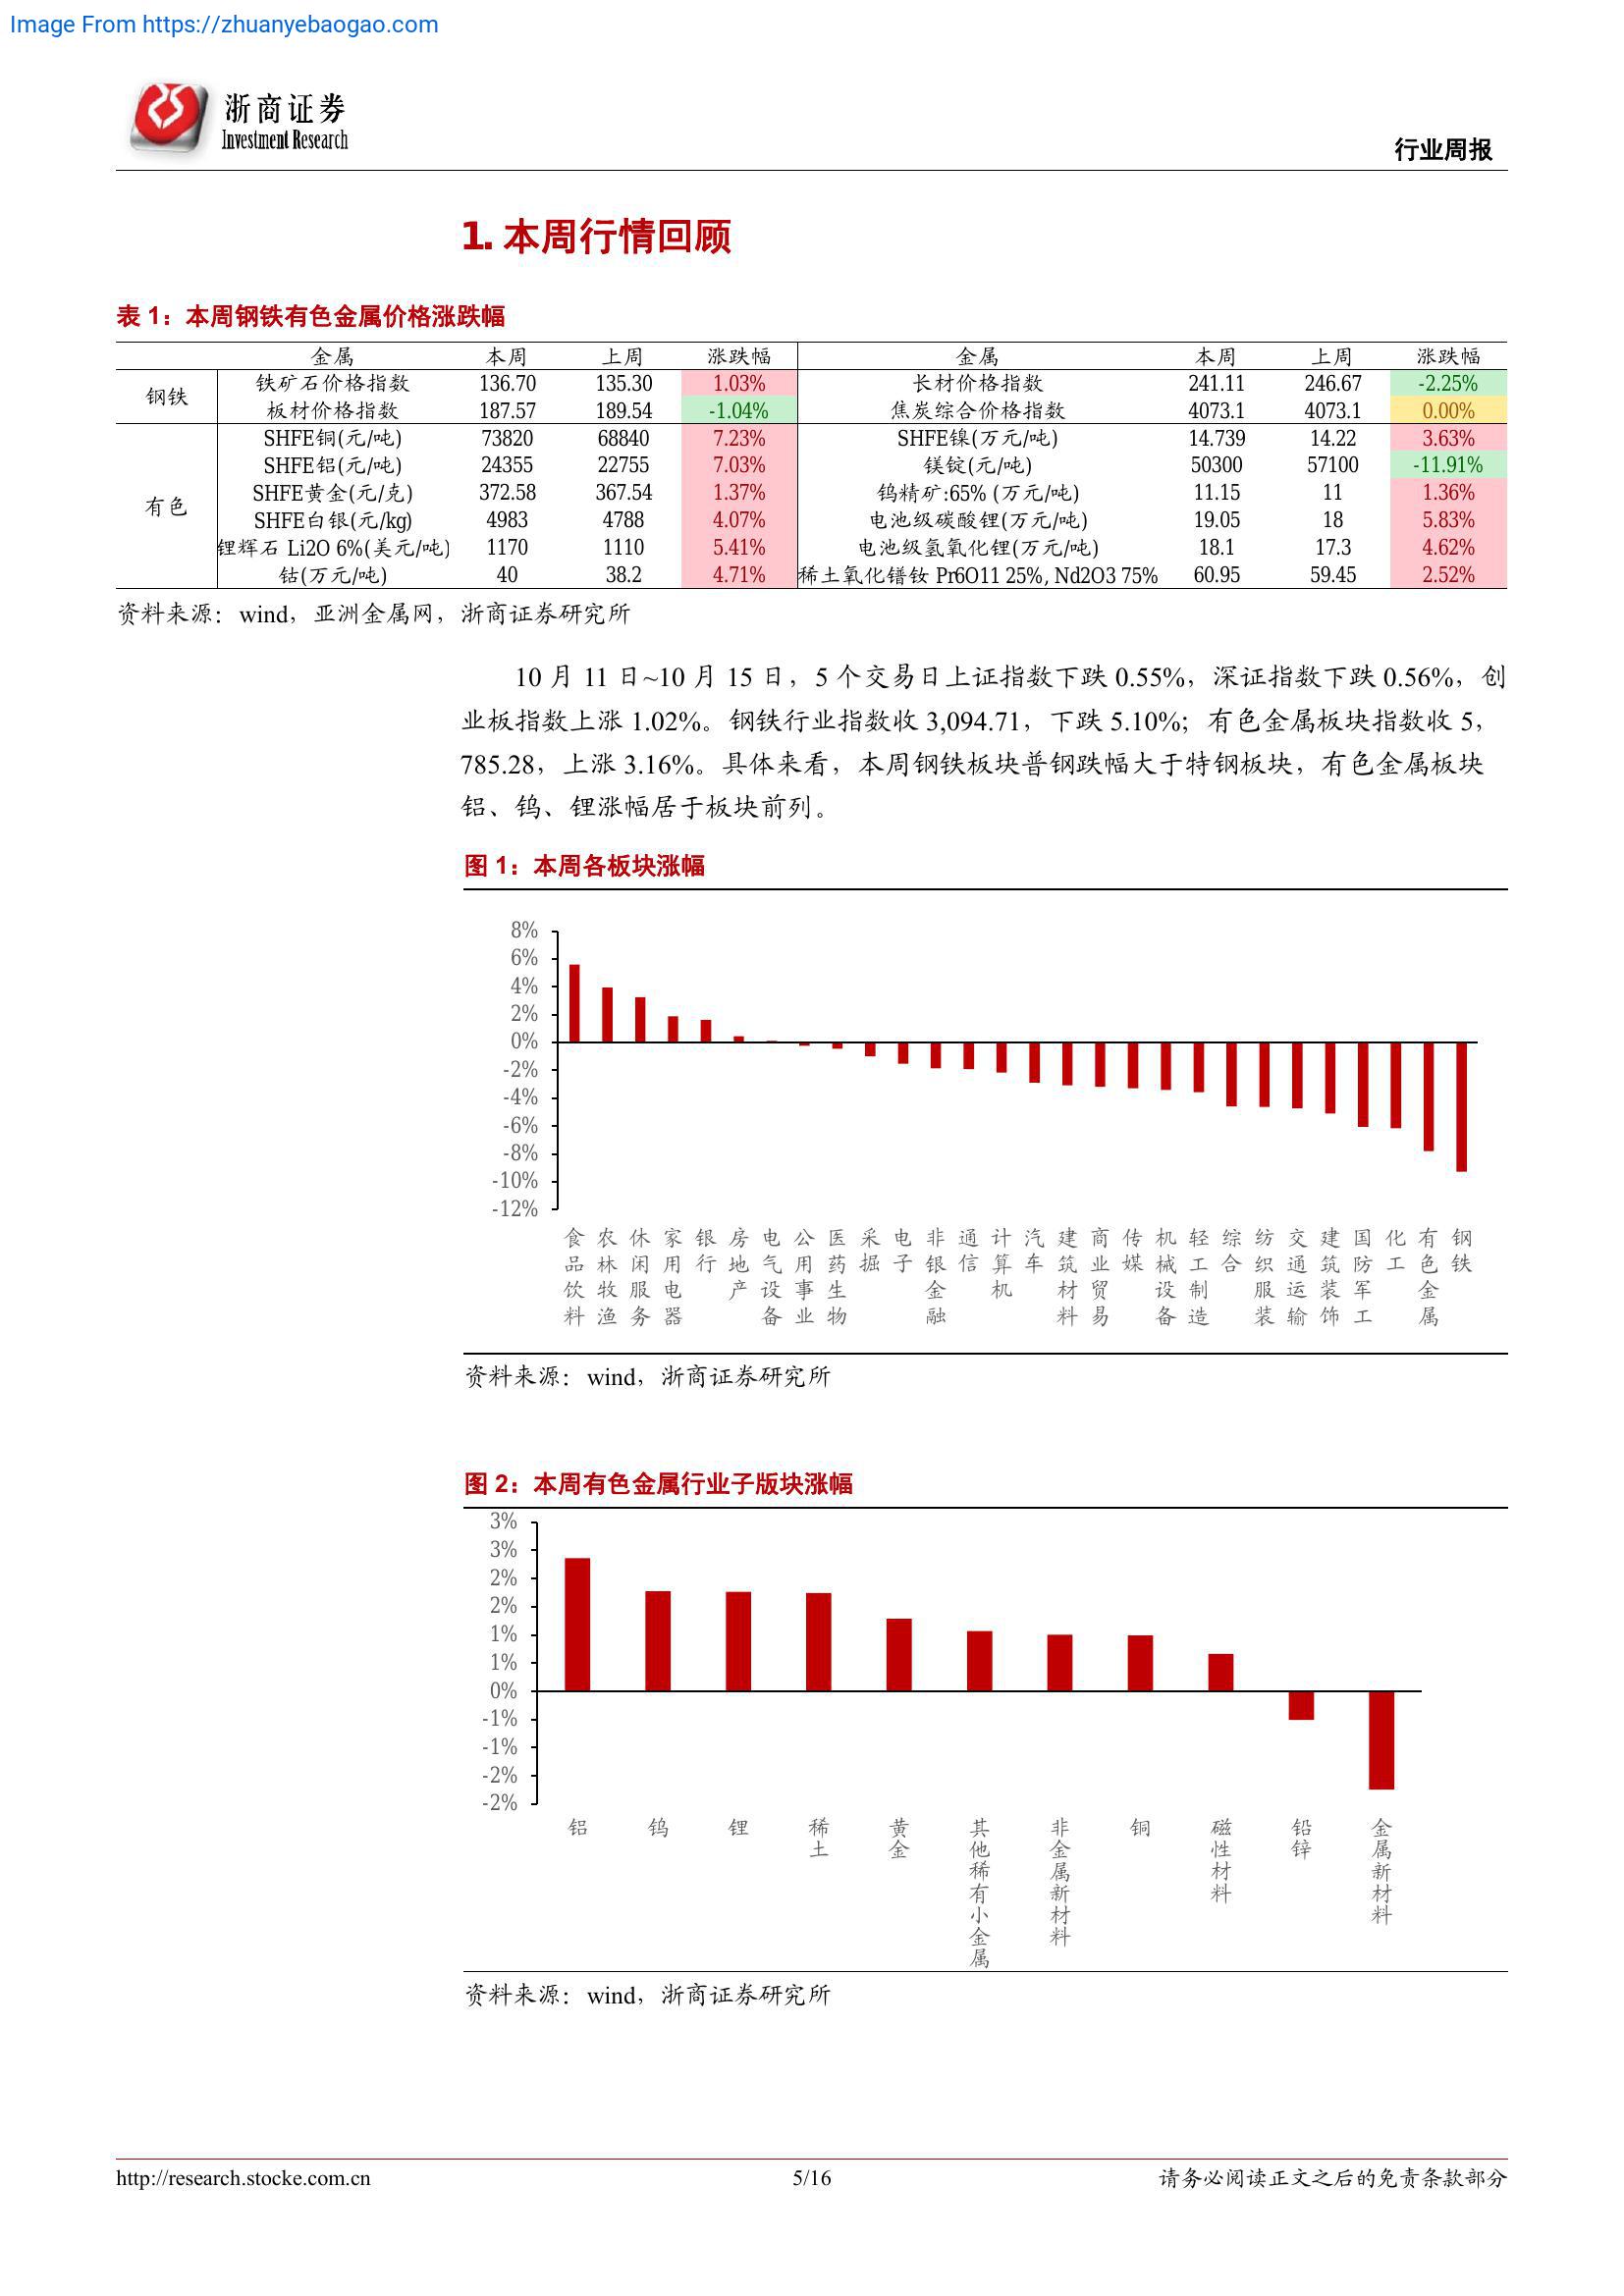 Image From https://zhuanyebaogao.com
浙商证券
Investment Research
行业周报
1. 本周行情回顾
表 1：本周钢铁有色金属价格涨跌幅
金属 本周 上周 涨跌幅 金属 本周 上周 涨跌幅
钢铁
铁矿石价格指数 136.70 135.30 1.03% 长材价格指数 241.11 246.67 -2.25%
板材价格指数 187.57 189.54 -1.04% 焦炭综合价格指数 4073.1 4073.1 0.00%
有色
SHFE铜(元/吨) 73820 68840 7.23% SHFE镍(万元/吨) 14.739 14.22 3.63%
SHFE铝(元/吨) 24355 22755 7.03% 镁锭(元/吨) 50300 57100 -11.91%
SHFE黄金(元/克) 372.58 367.54 1.37% 钨精矿:65% (万元/吨) 11.15 11 1.36%
SHFE白银(元/kg) 4983 4788 4.07% 电池级碳酸锂(万元/吨) 19.05 18 5.83%
锂辉石 Li2O 6%(美元/吨) 1170 1110 5.41% 电池级氢氧化锂(万元/吨) 18.1 17.3 4.62%
钴(万元/吨) 40 38.2 4.71% 稀土氧化镨钕 Pr6O11 25%, Nd2O3 75% 60.95 59.45 2.52%
资料来源：wind，亚洲金属网，浙商证券研究所
10 月 11 日~10 月 15 日，5 个交易日上证指数下跌 0.55%，深证指数下跌 0.56%，创
业板指数上涨 1.02%。钢铁行业指数收 3,094.71，下跌 5.10%；有色金属板块指数收 5，
785.28，上涨 3.16%。具体来看，本周钢铁板块普钢跌幅大于特钢板块，有色金属板块
铝、钨、锂涨幅居于板块前列。
图 1：本周各板块涨幅
8%
6%
4%
2%
0%
-2%
-4%
-6%
-8%
-10%
-12%
食品饮料 农林牧渔 休闲服务 家用电器 银行 房地产 电气设备 公用事业 医药生物 采掘 电子 非银金融 通信 计算机 汽车 建筑材料 商业贸易 传媒 机械设备 轻工制造 综合 纺织服装 交通运输 建筑装饰 国防军工 化工 有色金属 钢铁
资料来源：wind，浙商证券研究所
图 2：本周有色金属行业子版块涨幅
3%
3%
2%
2%
1%
1%
0%
-1%
-1%
-2%
-2%
铝 钨 锂 稀土 黄金 其他稀有小金属 非金属新材料 铜 磁性材料 铅锌 金属新材料
资料来源：wind，浙商证券研究所
http://research.stocke.com.cn 5/16 请务必阅读正文之后的免责条款部分